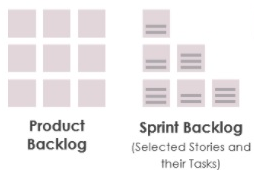 Product
Backlog
Sprint Backlog
(Selected Stories and
their Tasks)